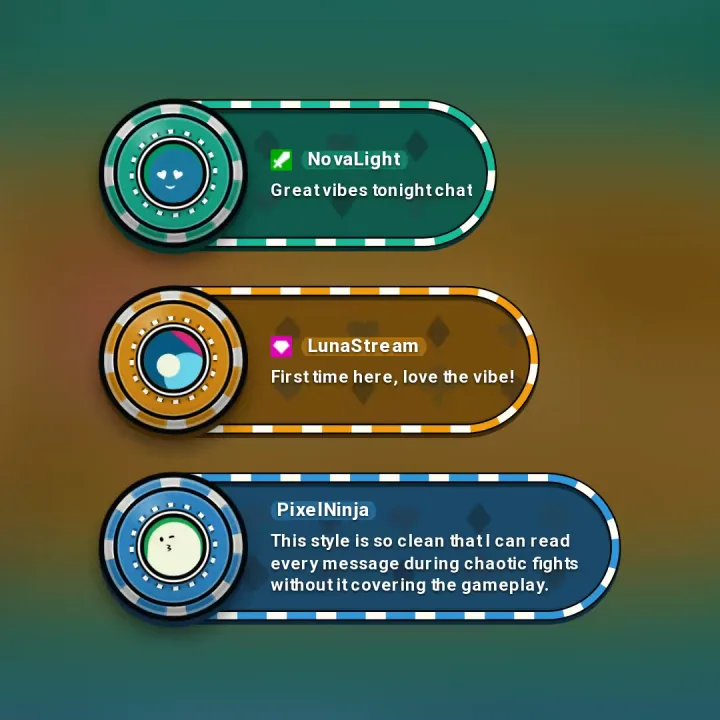 NovaLight
Great vibes tonight chat
LunaStream
First time here, love the vibe!
PixelNinja
This style is so clean that I can read
every message during chaotic fights
without it covering the gameplay.